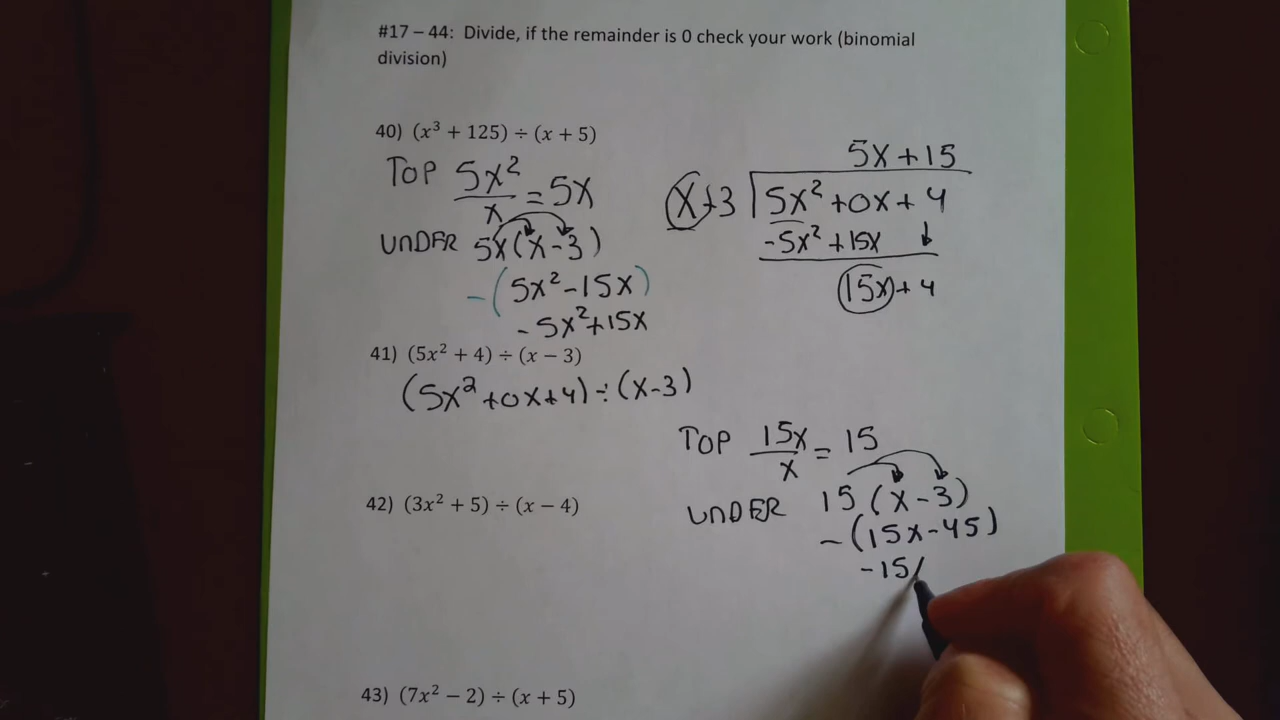 #17 – 44: Divide, if the remainder is 0 check your work (binomial
division)
40) (x³ + 125) ÷ (x + 5)
TOP 5x²/x = 5x
UNDER 5x(x-3)
-(5x²-15x)
-5x²+15x
5x+15
x+3 5x²+0x+4
-5x²+15x
15x+4
41) (5x² + 4) ÷ (x − 3)
(5x²+0x+4)÷(x-3)
TOP 15x/x = 15
UNDER 15(x-3)
-(15x-45)
-15
42) (3x² + 5) ÷ (x − 4)
43) (7x² − 2) ÷ (x + 5)